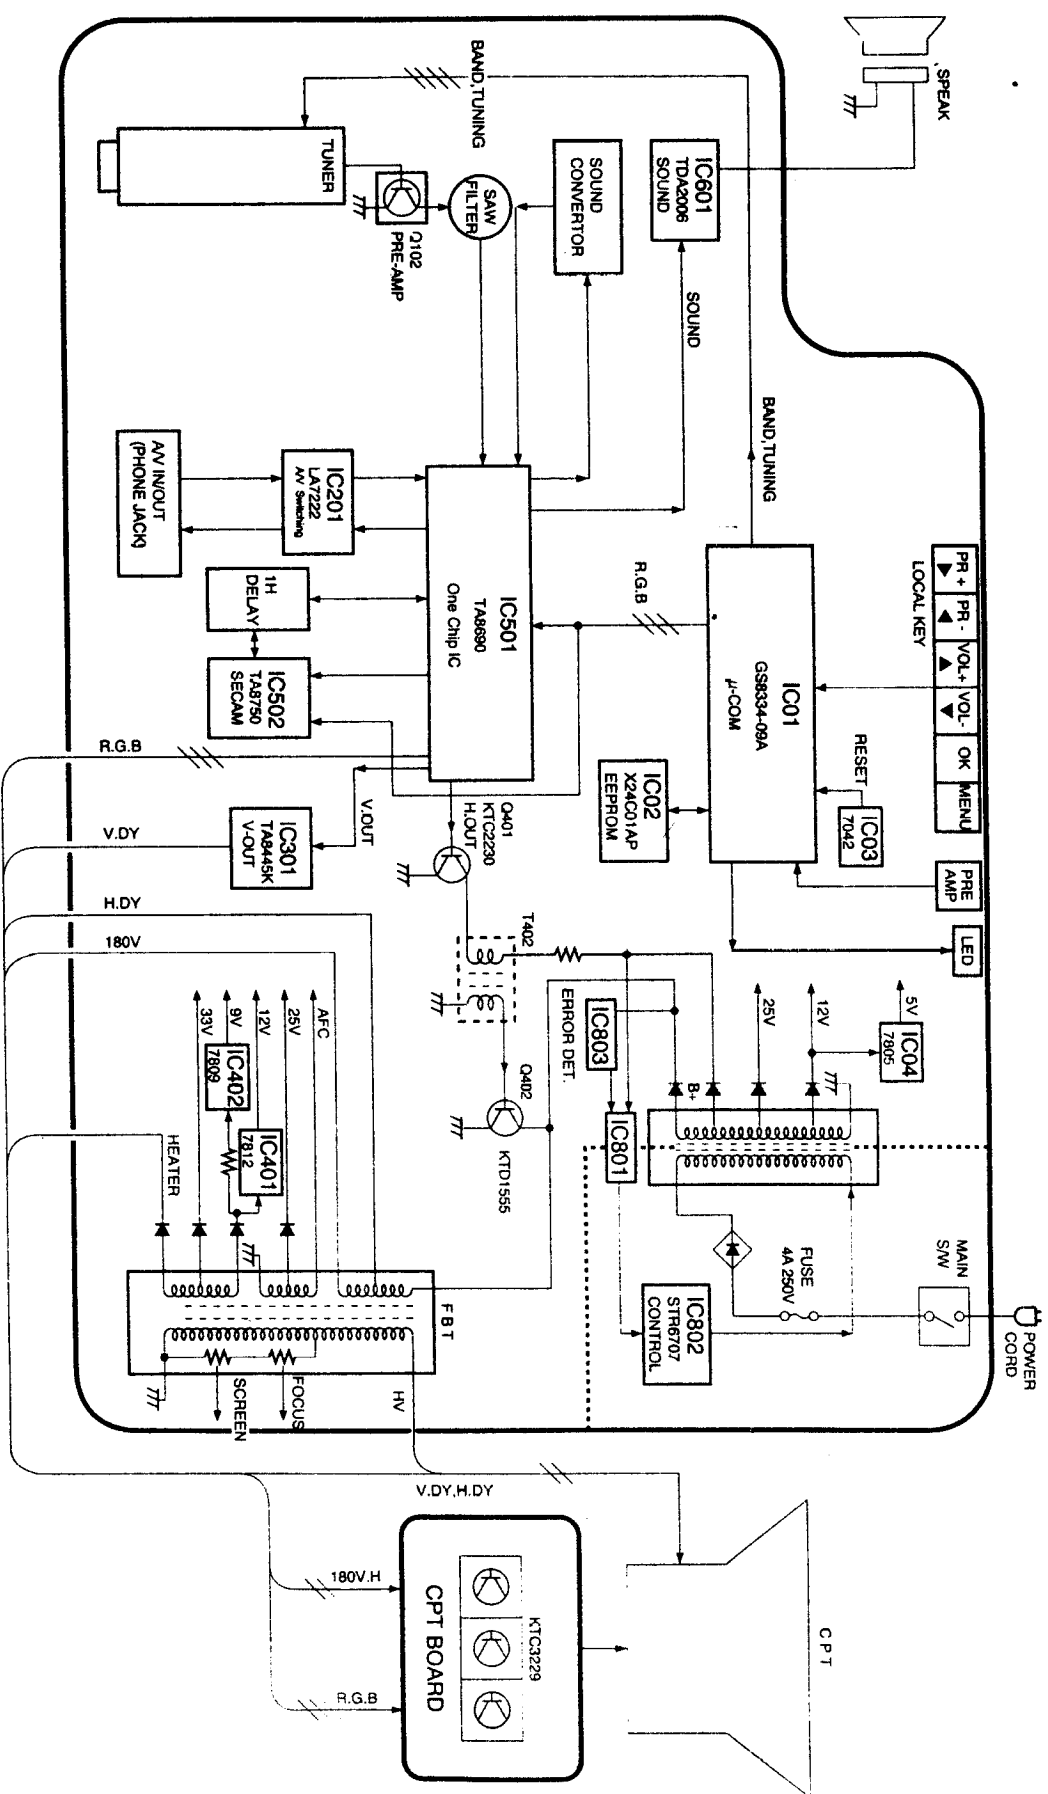 SPEAK
BAND,TUNING
TUNER
Q102
PRE-AMP
SAW
FILTER
SOUND
CONVERTOR
IC601
TDA2006
SOUND
SOUND
BAND,TUNING
A/V IN/OUT
(PHONE JACK)
IC201
LA7222
A/V Switching
1H
DELAY
IC502
TA8750
SECAM
IC501
TA8690
One Chip IC
R.G.B
IC01
GS8334-09A
µ-COM
PR +
▲
PR -
▼
VOL+
▶
VOL-
◀
OK
MENU
LOCAL KEY
RESET
IC03
7042
IC02
X24C01AP
EEPROM
PRE
AMP
LED
R.G.B
V.OUT
IC301
TA8445K
V-OUT
V.DY
H.DY
180V
Q401
KTC2230
H.OUT
T402
ERROR DET.
IC803
IC801
B+
25V
12V
5V
IC04
7805
Q402
KTD1555
AFC
25V
12V
9V
33V
IC402
7809
IC401
7812
HEATER
F B T
FUSE
4A 250V
MAIN
S/W
POWER
CORD
IC802
STR6707
CONTROL
HV
FOCUS
SCREEN
V.DY,H.DY
180V.H
R.G.B
KTC3229
CPT BOARD
C P T